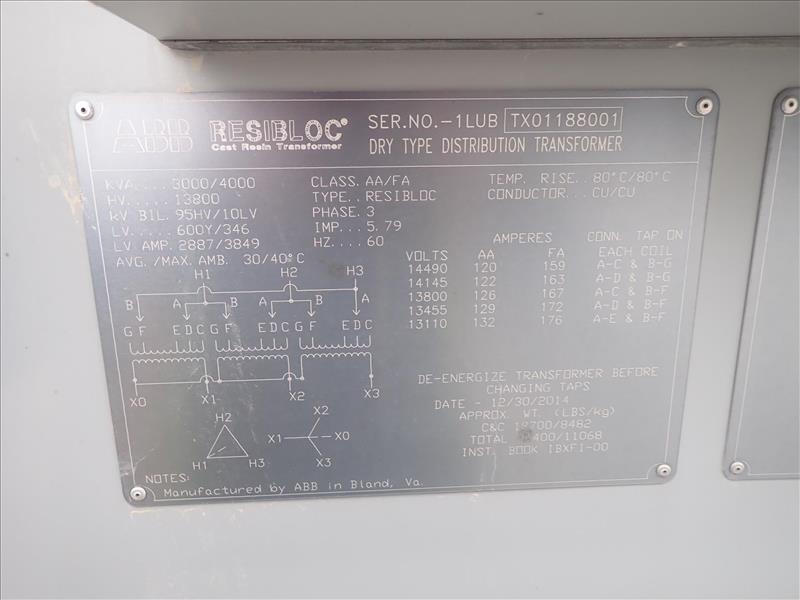 ABB RESIBLOC® SER.NO.-1LUB TX01188001
Cast Resin Transformer DRY TYPE DISTRIBUTION TRANSFORMER
KVA.... 3000/4000 CLASS. AA/FA TEMP. RISE.. 80°C/80°C
HV..... 13800 TYPE.. RESIBLOC CONDUCTOR... CU/CU
kV BIL. 95HV/10LV PHASE. 3
LV..... 600Y/346 IMP... 5.79
LV. AMP. 2887/3849 HZ.... 60
AVG. /MAX. AMB. 30/40°C
AMPERES CONN. TAP ON
VOLTS AA FA EACH COIL
14490 120 159 A-C & B-G
14145 122 163 A-D & B-G
13800 126 167 A-C & B-F
13455 129 172 A-D & B-F
13110 132 176 A-E & B-F
H1 H2 H3
B A B A B A
G F E D C G F E D C G F E D C
X0 X1 X2 X3
H2 X2
X1 X0
H1 H3 X3
DE-ENERGIZE TRANSFORMER BEFORE
CHANGING TAPS
DATE - 12/30/2014
APPROX. WT. (LBS/kg)
C&C 18700/8482
TOTAL 400/11068
INST. BOOK IBXFI-00
NOTES:
Manufactured by ABB in Bland, Va.